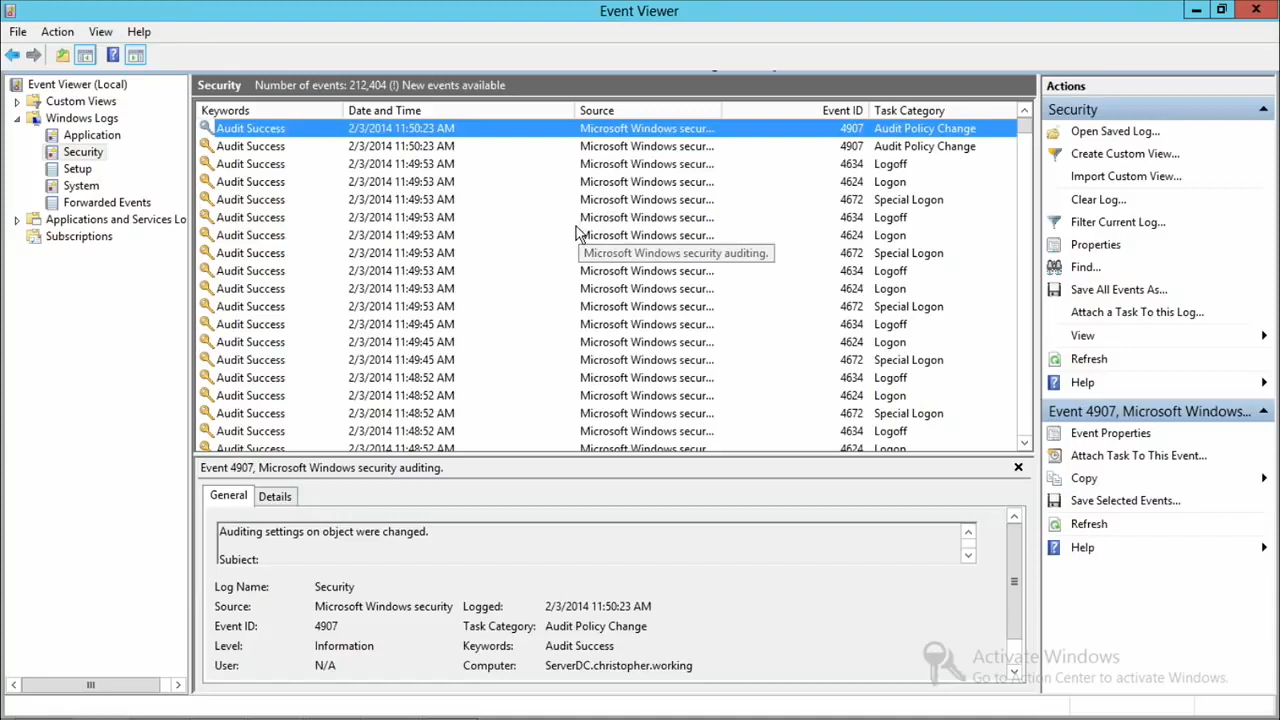 Event Viewer
File Action View Help
Event Viewer (Local)
Custom Views
Windows Logs
Application
Security
Setup
System
Forwarded Events
Applications and Services Lo
Subscriptions
Security Number of events: 212,404 (!) New events available
Keywords Date and Time Source Event ID Task Category
Audit Success 2/3/2014 11:50:23 AM Microsoft Windows secur... 4907 Audit Policy Change
Audit Success 2/3/2014 11:50:23 AM Microsoft Windows secur... 4907 Audit Policy Change
Audit Success 2/3/2014 11:49:53 AM Microsoft Windows secur... 4634 Logoff
Audit Success 2/3/2014 11:49:53 AM Microsoft Windows secur... 4624 Logon
Audit Success 2/3/2014 11:49:53 AM Microsoft Windows secur... 4672 Special Logon
Audit Success 2/3/2014 11:49:53 AM Microsoft Windows secur... 4634 Logoff
Audit Success 2/3/2014 11:49:53 AM Microsoft Windows secur... 4624 Logon
Audit Success 2/3/2014 11:49:53 AM Microsoft Windows security auditing. 4672 Special Logon
Audit Success 2/3/2014 11:49:53 AM Microsoft Windows secur... 4634 Logoff
Audit Success 2/3/2014 11:49:53 AM Microsoft Windows secur... 4624 Logon
Audit Success 2/3/2014 11:49:53 AM Microsoft Windows secur... 4672 Special Logon
Audit Success 2/3/2014 11:49:45 AM Microsoft Windows secur... 4634 Logoff
Audit Success 2/3/2014 11:49:45 AM Microsoft Windows secur... 4624 Logon
Audit Success 2/3/2014 11:49:45 AM Microsoft Windows secur... 4672 Special Logon
Audit Success 2/3/2014 11:48:52 AM Microsoft Windows secur... 4634 Logoff
Audit Success 2/3/2014 11:48:52 AM Microsoft Windows secur... 4624 Logon
Audit Success 2/3/2014 11:48:52 AM Microsoft Windows secur... 4672 Special Logon
Audit Success 2/3/2014 11:48:52 AM Microsoft Windows secur... 4634 Logoff
Audit Success 2/3/2014 11:48:52 AM Microsoft Windows secur... 4624 Logon
Event 4907, Microsoft Windows security auditing.
General Details
Auditing settings on object were changed.
Subject:
Log Name: Security
Source: Microsoft Windows security Logged: 2/3/2014 11:50:23 AM
Event ID: 4907 Task Category: Audit Policy Change
Level: Information Keywords: Audit Success
User: N/A Computer: ServerDC.christopher.working
Actions
Security
Open Saved Log...
Create Custom View...
Import Custom View...
Clear Log...
Filter Current Log...
Properties
Find...
Save All Events As...
Attach a Task To this Log...
View
Refresh
Help
Event 4907, Microsoft Windows...
Event Properties
Attach Task To This Event...
Copy
Save Selected Events...
Refresh
Help
Activate Windows
Go to Action Center to activate Windows.